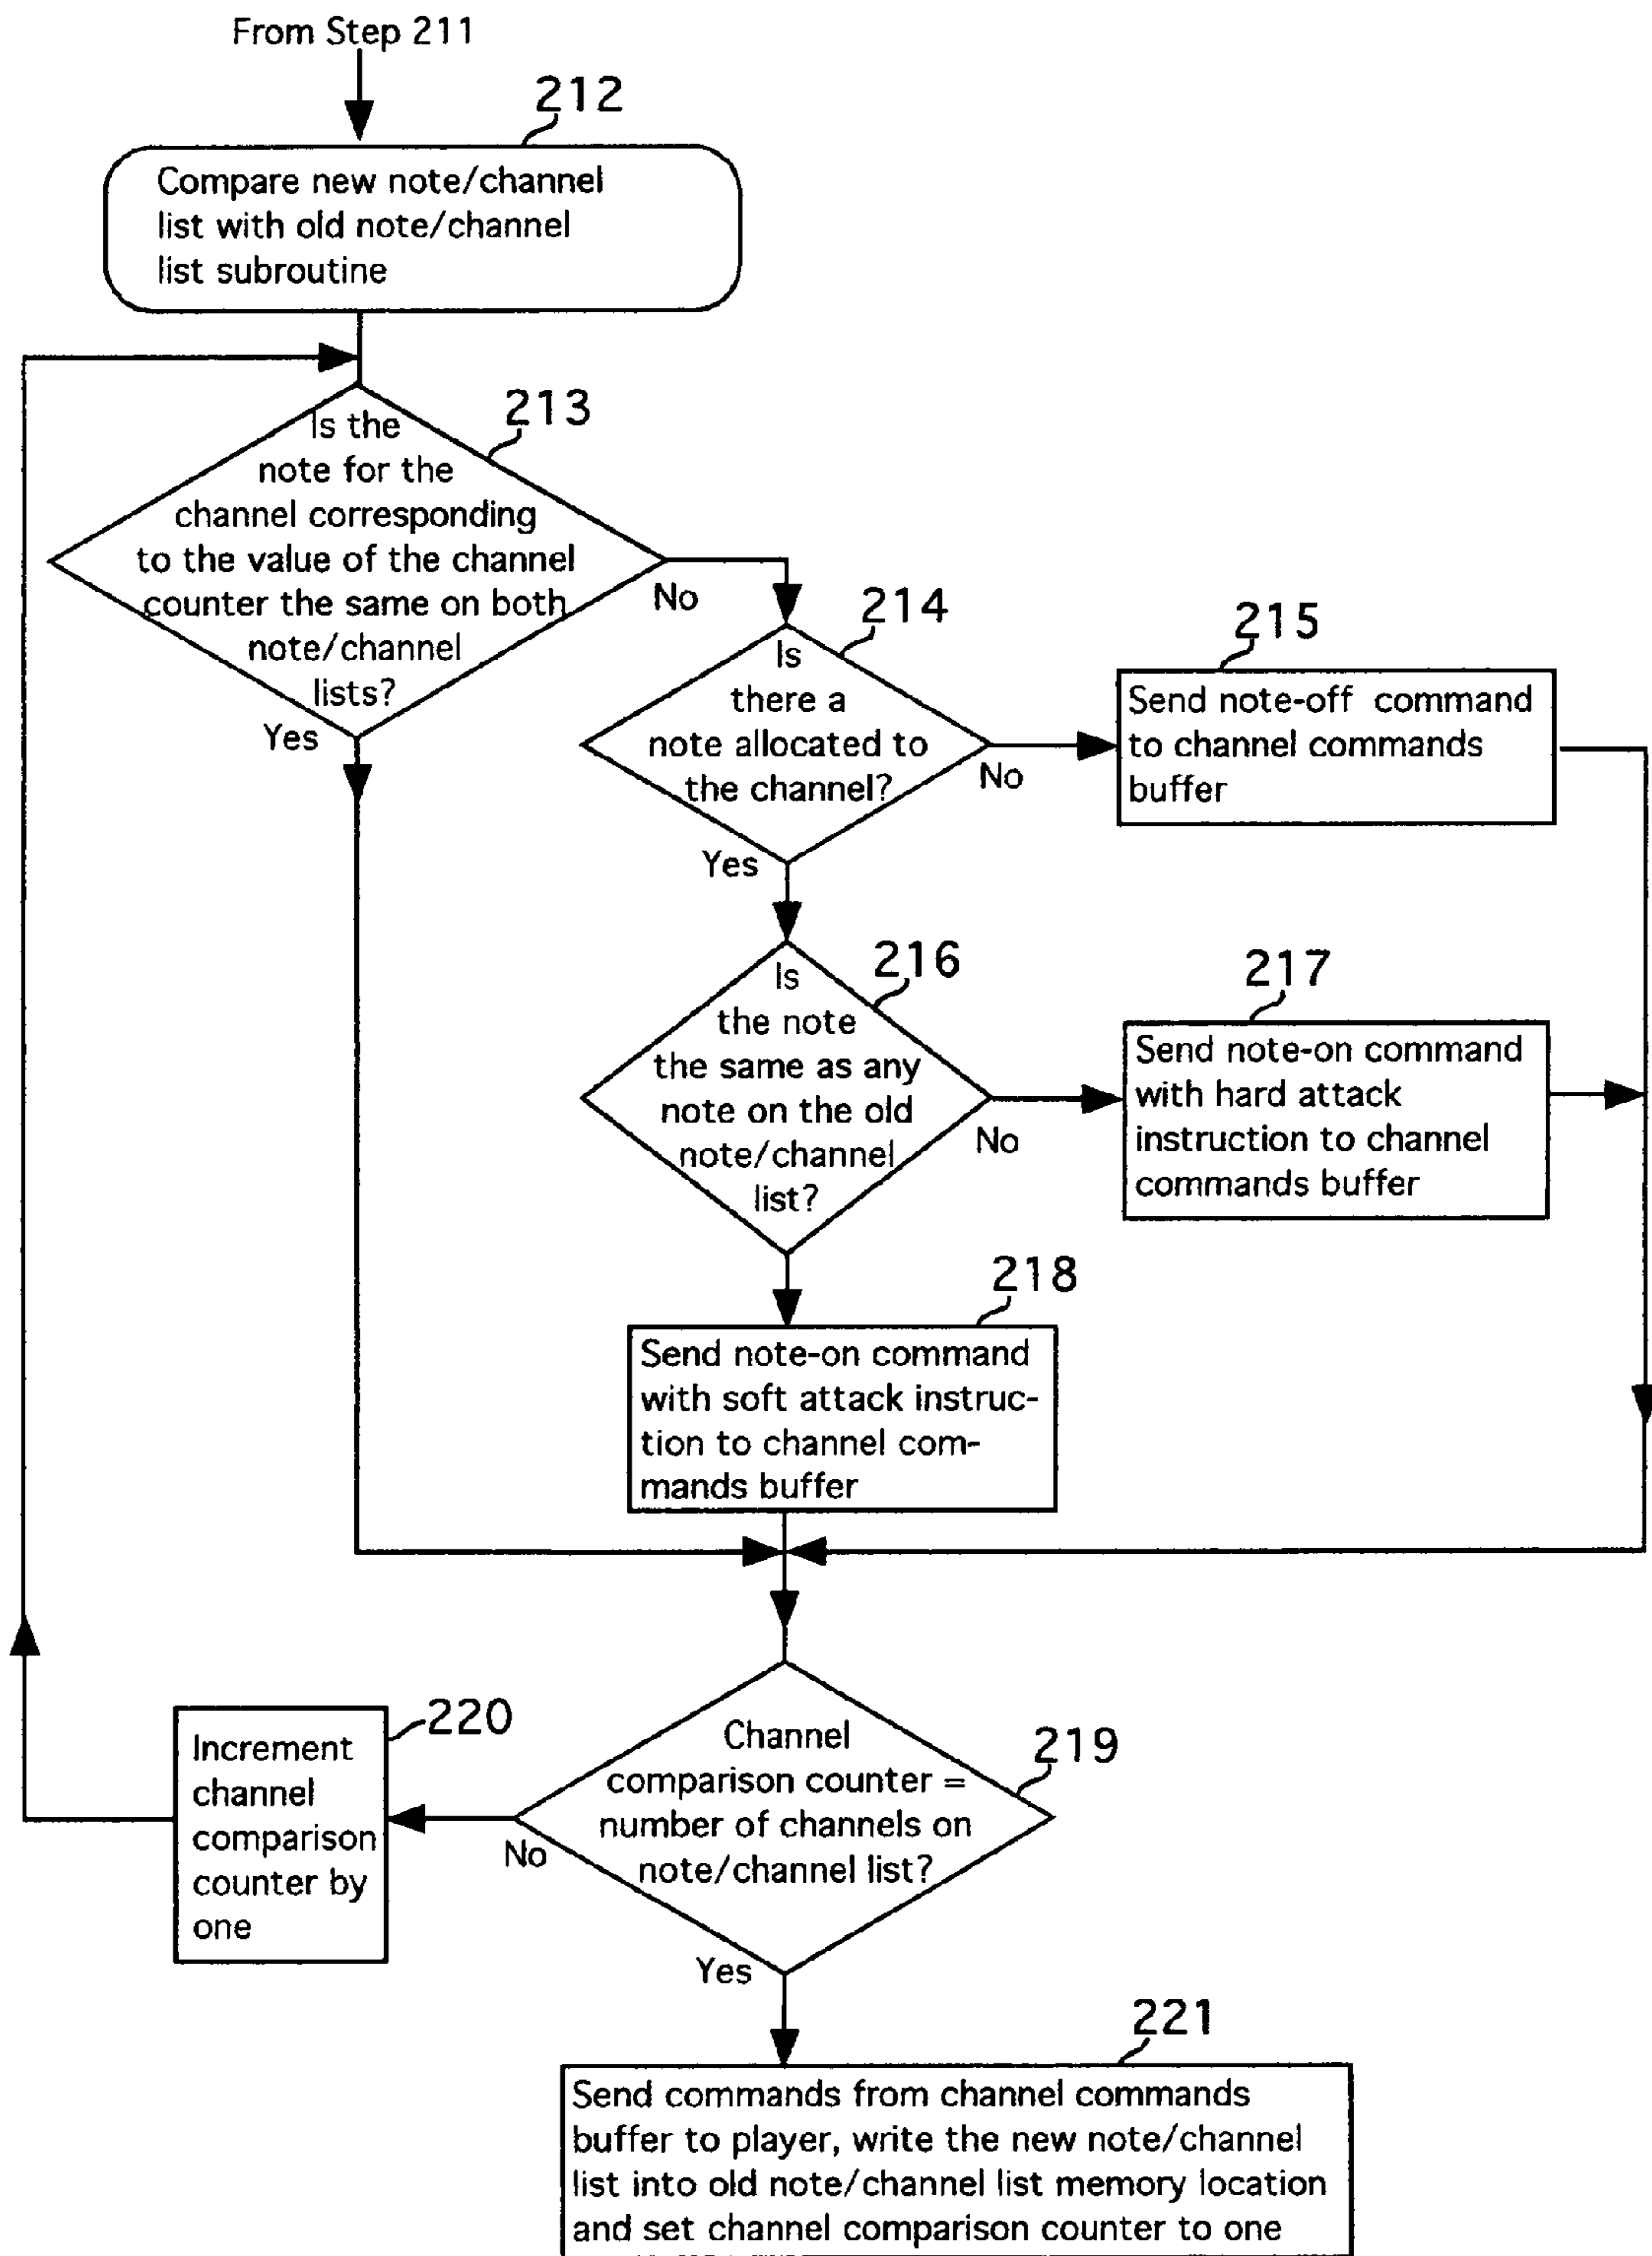 From Step 211
212
Compare new note/channel
list with old note/channel
list subroutine
213
Is the
note for the
channel corresponding
to the value of the channel
counter the same on both
note/channel
lists?
No
Yes
214
Is
there a
note allocated to
the channel?
No
Yes
215
Send note-off command
to channel commands
buffer
216
Is
the note
the same as any
note on the old
note/channel
list?
No
217
Send note-on command
with hard attack
instruction to channel
commands buffer
218
Send note-on command
with soft attack instruc-
tion to channel com-
mands buffer
219
Channel
comparison counter =
number of channels on
note/channel list?
No
Yes
220
Increment
channel
comparison
counter by
one
221
Send commands from channel commands
buffer to player, write the new note/channel
list into old note/channel list memory location
and set channel comparison counter to one